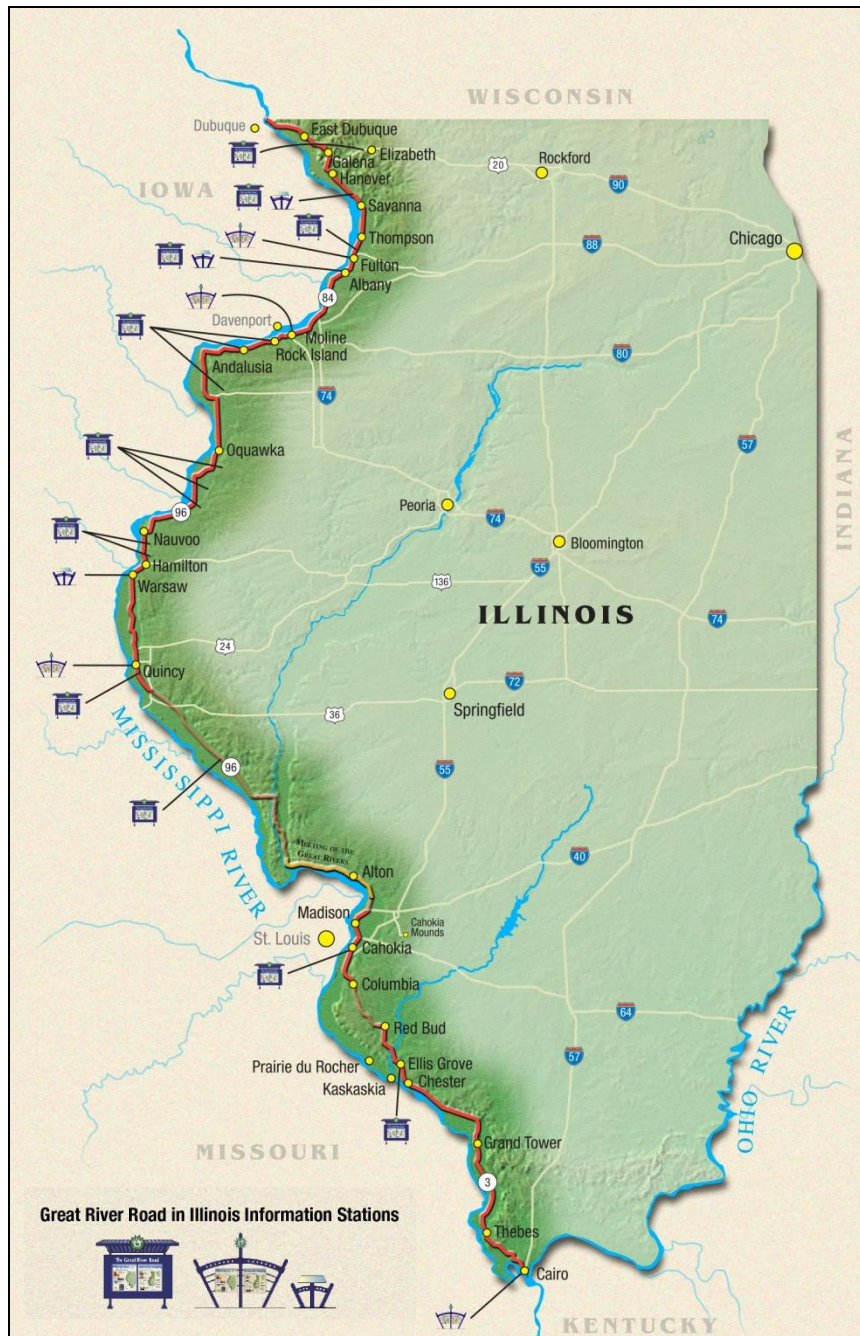 WISCONSIN
Dubuque
East Dubuque
Galena
Elizabeth
Hanover
20
Rockford
90
IOWA
Savanna
Thompson
88
Chicago
Fulton
Albany
84
Davenport
Moline
Rock Island
Andalusia
80
74
57
Oquawka
Peoria
74
INDIANA
96
Nauvoo
Bloomington
Hamilton
55
Warsaw
136
ILLINOIS
74
24
Quincy
72
36
Springfield
MISSISSIPPI RIVER
96
55
MEETING OF THE
GREAT RIVERS
40
Alton
Madison
Cahokia
Mounds
St. Louis
Cahokia
Columbia
64
Red Bud
57
Prairie du Rocher
Ellis Grove
Kaskaskia
Chester
OHIO RIVER
MISSOURI
Grand Tower
3
Great River Road in Illinois Information Stations
The Great River Road
Thebes
Cairo
KENTUCKY